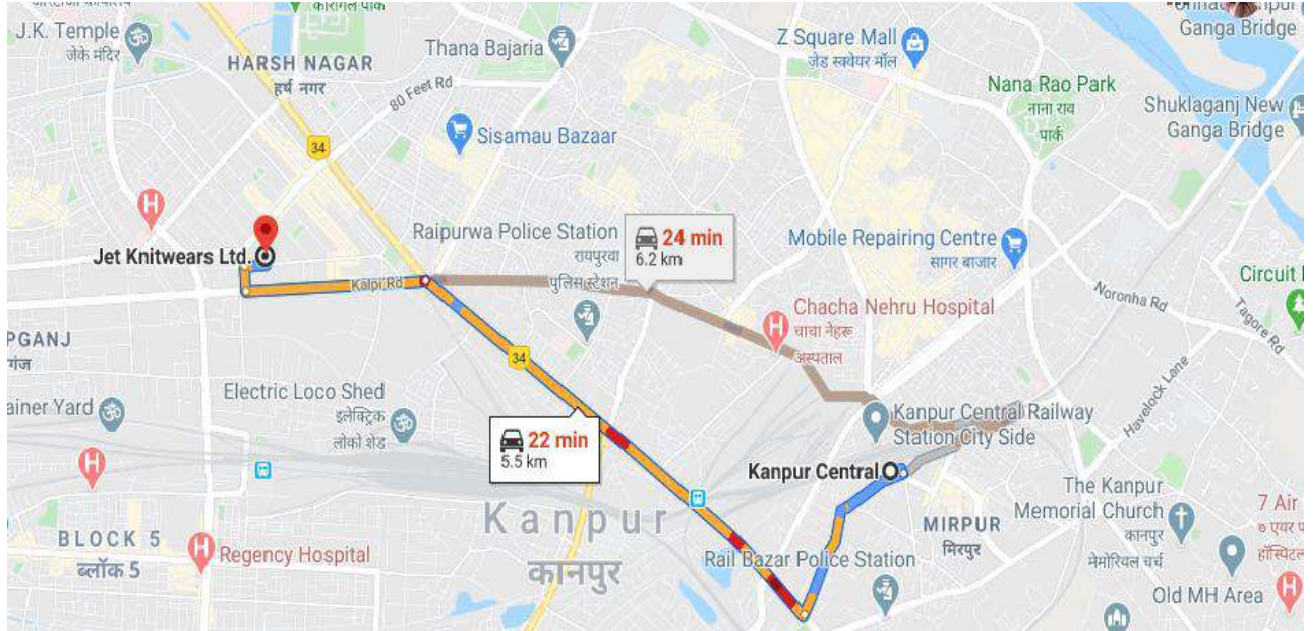 कारागिल पार्क
J.K. Temple
जेके मंदिर
HARSH NAGAR
हर्ष नगर
Thana Bajaria
80 Feet Rd
Z Square Mall
जेड स्क्वेयर मॉल
Ganga Bridge
Nana Rao Park
नाना राव
पार्क
Shuklaganj New
Ganga Bridge
34
Sisamau Bazaar
Jet Knitwears Ltd.
Raipurwa Police Station
रायपुरवा
पुलिस स्टेशन
24 min
6.2 km
Mobile Repairing Centre
सागर बाजार
Kalpi Rd
Chacha Nehru Hospital
चाचा नेहरू
अस्पताल
Noronha Rd
Circuit
Tagore Rd
PGANJ
गंज
34
Electric Loco Shed
इलेक्ट्रिक
लोको शेड
ainer Yard
22 min
5.5 km
Kanpur Central Railway
Station City Side
Havelock Lane
Kanpur Central
Kanpur
कानपुर
MIRPUR
मिरपुर
The Kanpur
Memorial Church
कानपुर
मेमोरियल चर्च
7 Air
BLOCK 5
ब्लॉक 5
Regency Hospital
Rail Bazar Police Station
Old MH Area